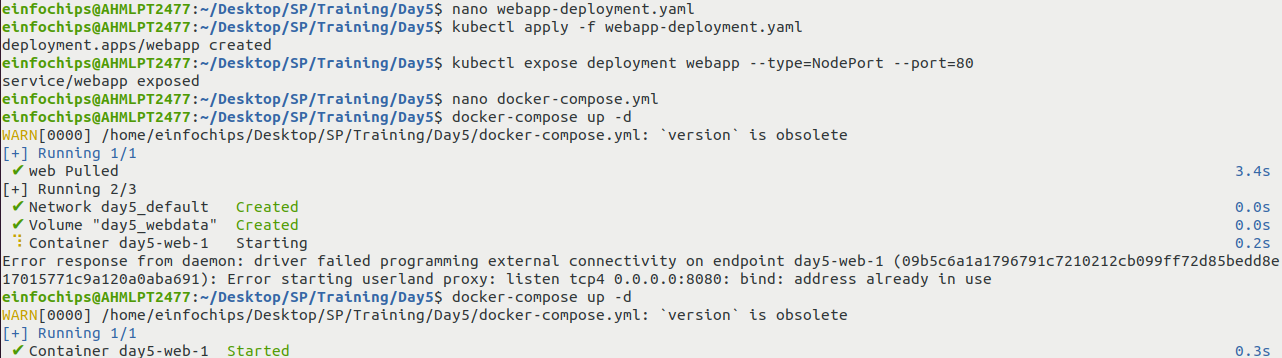 einfochips@AHMLPT2477:~/Desktop/SP/Training/Day5$ nano webapp-deployment.yaml
einfochips@AHMLPT2477:~/Desktop/SP/Training/Day5$ kubectl apply -f webapp-deployment.yaml
deployment.apps/webapp created
einfochips@AHMLPT2477:~/Desktop/SP/Training/Day5$ kubectl expose deployment webapp --type=NodePort --port=80
service/webapp exposed
einfochips@AHMLPT2477:~/Desktop/SP/Training/Day5$ nano docker-compose.yml
einfochips@AHMLPT2477:~/Desktop/SP/Training/Day5$ docker-compose up -d
WARN[0000] /home/einfochips/Desktop/SP/Training/Day5/docker-compose.yml: `version` is obsolete
[+] Running 1/1
✔ web Pulled 3.4s
[+] Running 2/3
✔ Network day5_default Created 0.0s
✔ Volume "day5_webdata" Created 0.0s
⠹ Container day5-web-1 Starting 0.2s
Error response from daemon: driver failed programming external connectivity on endpoint day5-web-1 (09b5c6a1a1796791c7210212cb099ff72d85bedd8e
17015771c9a120a0aba691): Error starting userland proxy: listen tcp4 0.0.0.0:8080: bind: address already in use
einfochips@AHMLPT2477:~/Desktop/SP/Training/Day5$ docker-compose up -d
WARN[0000] /home/einfochips/Desktop/SP/Training/Day5/docker-compose.yml: `version` is obsolete
[+] Running 1/1
✔ Container day5-web-1 Started 0.3s